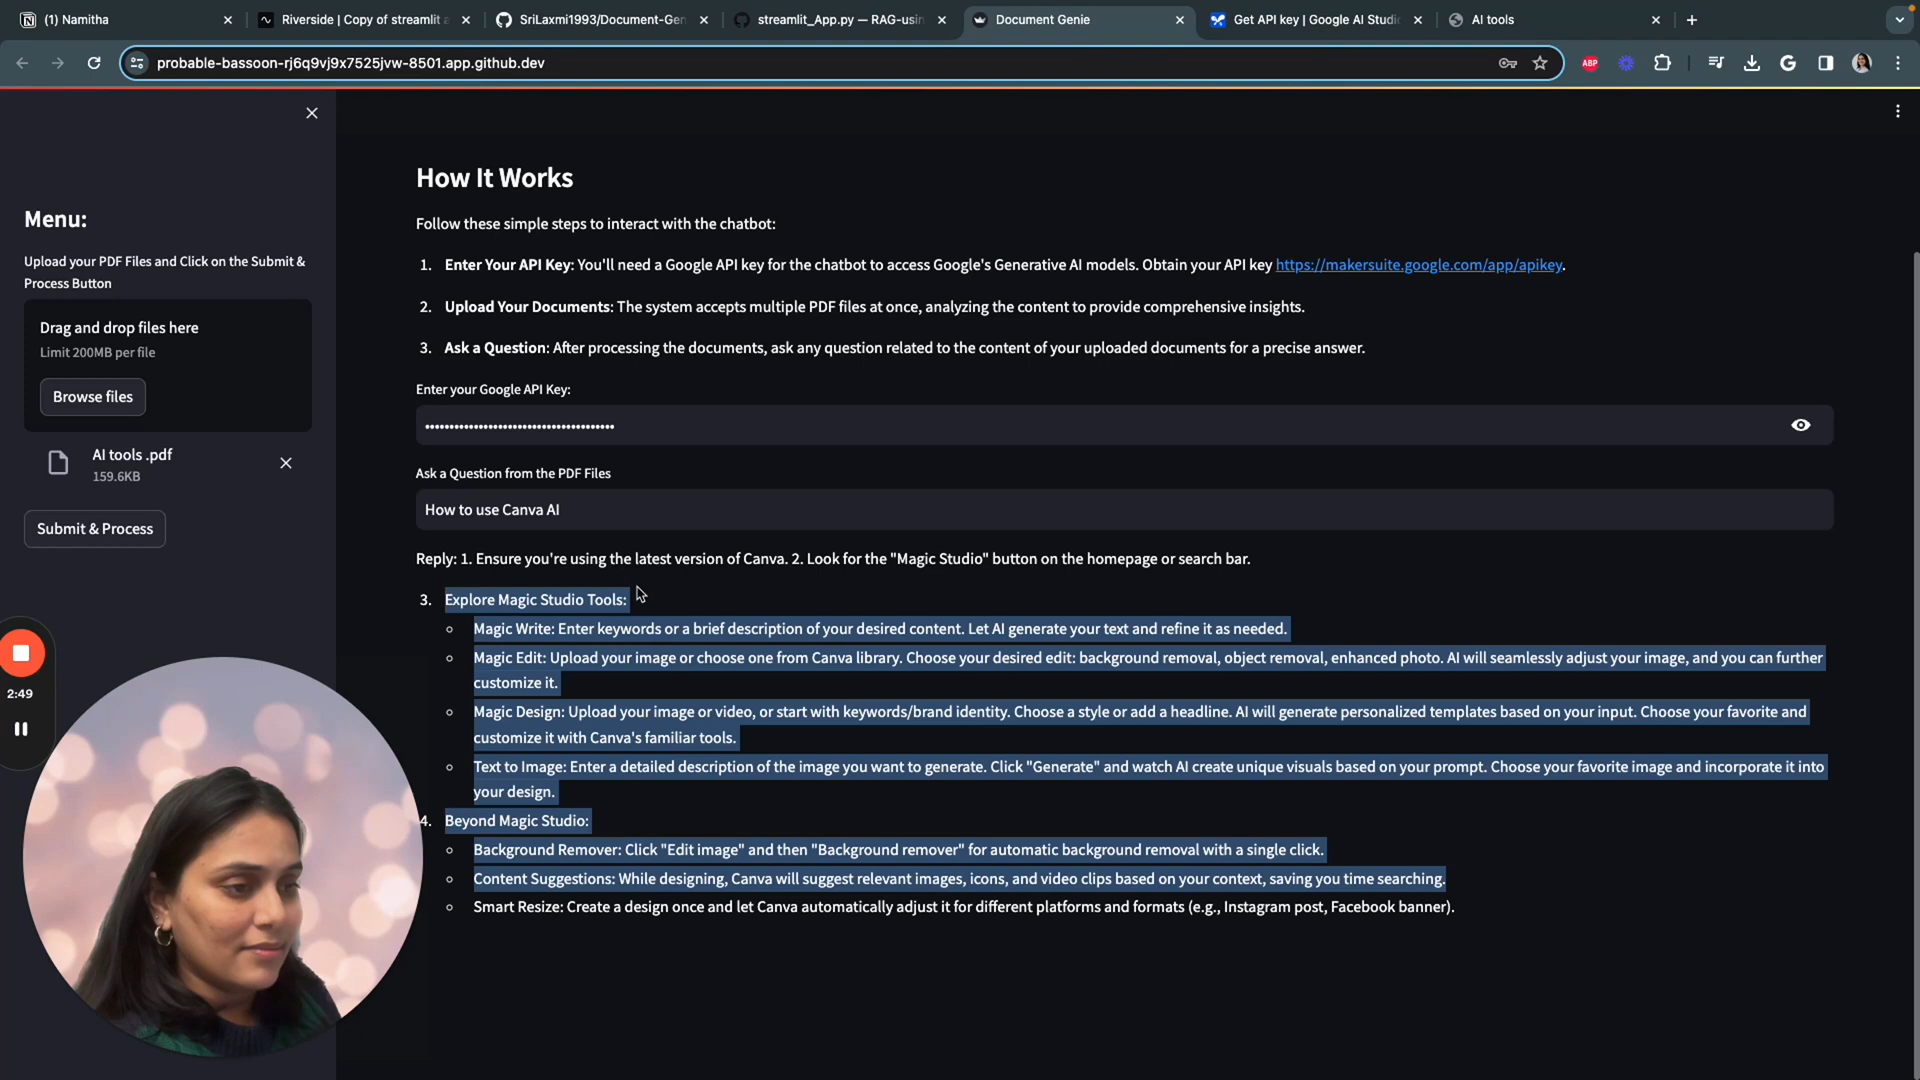 (1) Namitha
Riverside | Copy of streamlit a
SriLaxmi1993/Document-Gen
streamlit_App.py — RAG-usin
Document Genie
Get API key | Google AI Studio
AI tools
probable-bassoon-rj6q9vj9x7525jvw-8501.app.github.dev
ABP
Menu:
Upload your PDF Files and Click on the Submit &
Process Button
Drag and drop files here
Limit 200MB per file
Browse files
AI tools .pdf
159.6KB
Submit & Process
2:49
How It Works
Follow these simple steps to interact with the chatbot:
1. Enter Your API Key: You'll need a Google API key for the chatbot to access Google's Generative AI models. Obtain your API key https://makersuite.google.com/app/apikey.
2. Upload Your Documents: The system accepts multiple PDF files at once, analyzing the content to provide comprehensive insights.
3. Ask a Question: After processing the documents, ask any question related to the content of your uploaded documents for a precise answer.
Enter your Google API Key:
Ask a Question from the PDF Files
How to use Canva AI
Reply: 1. Ensure you're using the latest version of Canva. 2. Look for the "Magic Studio" button on the homepage or search bar.
3. Explore Magic Studio Tools:
Magic Write: Enter keywords or a brief description of your desired content. Let AI generate your text and refine it as needed.
Magic Edit: Upload your image or choose one from Canva library. Choose your desired edit: background removal, object removal, enhanced photo. AI will seamlessly adjust your image, and you can further
customize it.
Magic Design: Upload your image or video, or start with keywords/brand identity. Choose a style or add a headline. AI will generate personalized templates based on your input. Choose your favorite and
customize it with Canva's familiar tools.
Text to Image: Enter a detailed description of the image you want to generate. Click "Generate" and watch AI create unique visuals based on your prompt. Choose your favorite image and incorporate it into
your design.
4. Beyond Magic Studio:
Background Remover: Click "Edit image" and then "Background remover" for automatic background removal with a single click.
Content Suggestions: While designing, Canva will suggest relevant images, icons, and video clips based on your context, saving you time searching.
Smart Resize: Create a design once and let Canva automatically adjust it for different platforms and formats (e.g., Instagram post, Facebook banner).